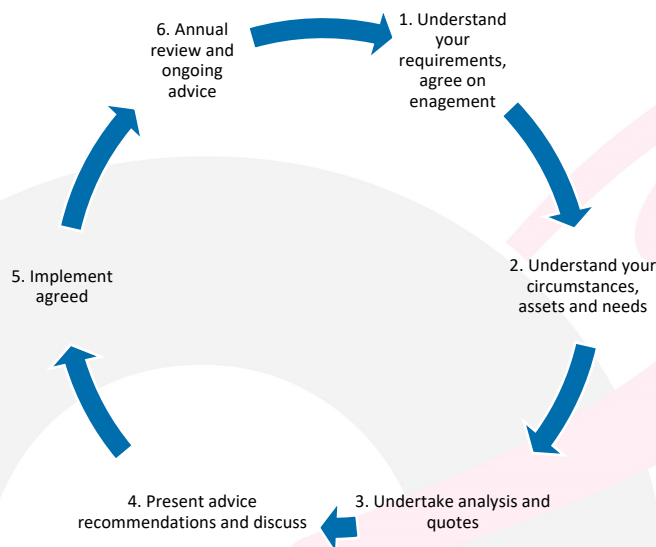 1. Understand
your
requirements,
agree on
enagement
2. Understand your
circumstances,
assets and needs
3. Undertake analysis and
quotes
4. Present advice
recommendations and discuss
5. Implement
agreed
6. Annual
review and
ongoing
advice